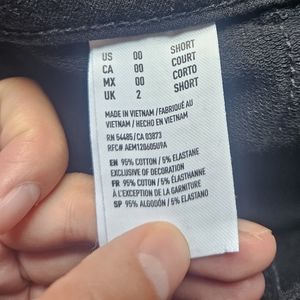 US 00 SHORT
CA 00 COURT
MX 00 CORTO
UK 2 SHORT
MADE IN VIETNAM / FABRIQUÉ AU
VIETNAM / HECHO EN VIETNAM
RN 54485/CA 03873
RFC# AEM120605U9A
EN 95% COTTON / 5% ELASTANE
EXCLUSIVE OF DECORATION
FR 95% COTON / 5% ÉLASTHANNE
À L'EXCEPTION DE LA GARNITURE
SP 95% ALGODÓN / 5% ELASTANO